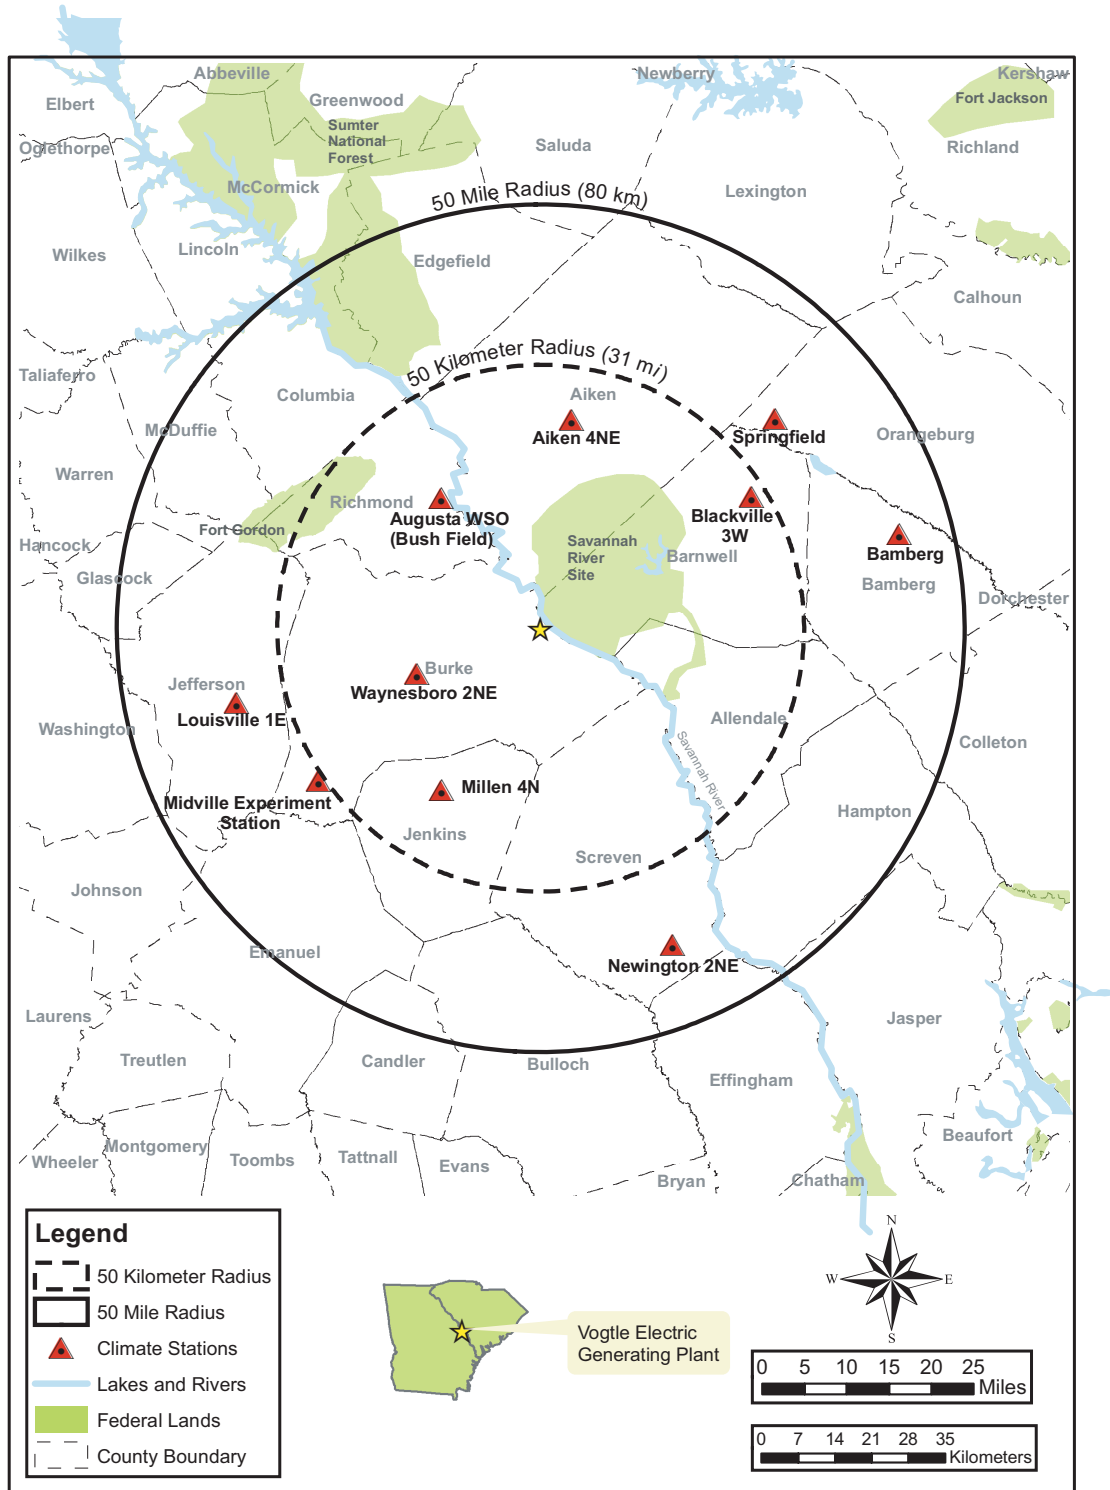 Abbeville
Newberry
Kershaw
Elbert
Greenwood
Fort Jackson
Sumter
National
Forest
Oglethorpe
Saluda
Richland
McCormick
Lexington
50 Mile Radius (80 km)
Wilkes
Lincoln
Edgefield
Calhoun
50 Kilometer Radius (31 mi)
Taliaferro
Columbia
Aiken
McDuffie
Aiken 4NE
Springfield
Orangeburg
Warren
Richmond
Fort Gordon
Augusta WSO
(Bush Field)
Blackville
3W
Hancock
Savannah
River
Site
Barnwell
Bamberg
Glascock
Bamberg
Dorchester
Burke
Jefferson
Waynesboro 2NE
Louisville 1E
Allendale
Washington
Colleton
Savannah River
Millen 4N
Midville Experiment
Station
Jenkins
Hampton
Screven
Johnson
Emanuel
Newington 2NE
Laurens
Jasper
Treutlen
Candler
Bulloch
Effingham
Montgomery
Beaufort
Wheeler
Toombs
Tattnall
Evans
Bryan
Chatham
Legend
50 Kilometer Radius
50 Mile Radius
Climate Stations
Lakes and Rivers
Federal Lands
County Boundary
Vogtle Electric
Generating Plant
N
W E
S
0 5 10 15 20 25
Miles
0 7 14 21 28 35
Kilometers